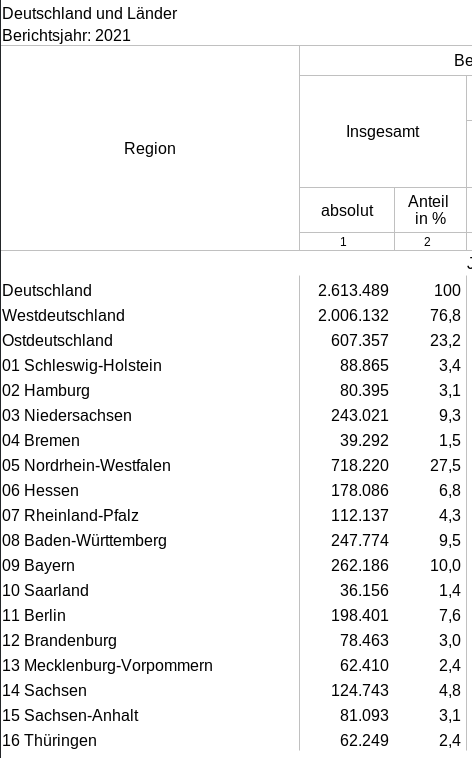 Deutschland und Länder
Berichtsjahr: 2021
Be
Region
Insgesamt
absolut
Anteil
in %
1
2
J
Deutschland 2.613.489 100
Westdeutschland 2.006.132 76,8
Ostdeutschland 607.357 23,2
01 Schleswig-Holstein 88.865 3,4
02 Hamburg 80.395 3,1
03 Niedersachsen 243.021 9,3
04 Bremen 39.292 1,5
05 Nordrhein-Westfalen 718.220 27,5
06 Hessen 178.086 6,8
07 Rheinland-Pfalz 112.137 4,3
08 Baden-Württemberg 247.774 9,5
09 Bayern 262.186 10,0
10 Saarland 36.156 1,4
11 Berlin 198.401 7,6
12 Brandenburg 78.463 3,0
13 Mecklenburg-Vorpommern 62.410 2,4
14 Sachsen 124.743 4,8
15 Sachsen-Anhalt 81.093 3,1
16 Thüringen 62.249 2,4